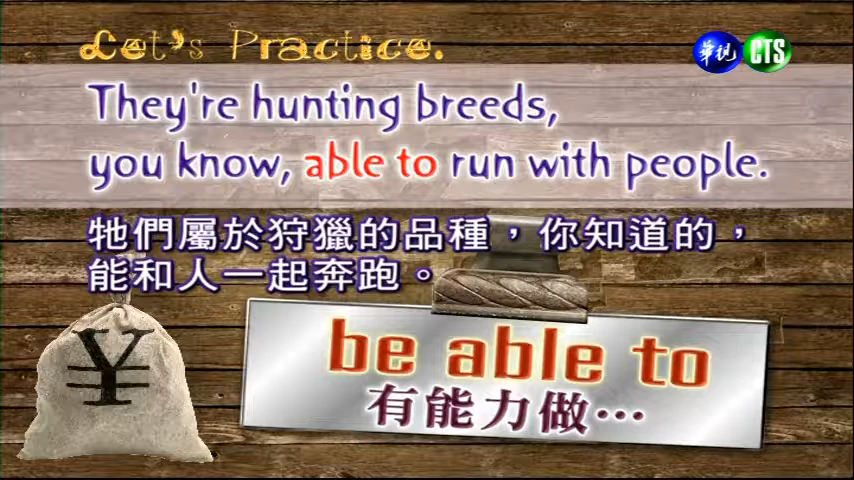 Let's Practice.
華視 CTS
They're hunting breeds,
you know, able to run with people.
牠們屬於狩獵的品種，你知道的，
能和人一起奔跑。
be able to
有能力做…
¥